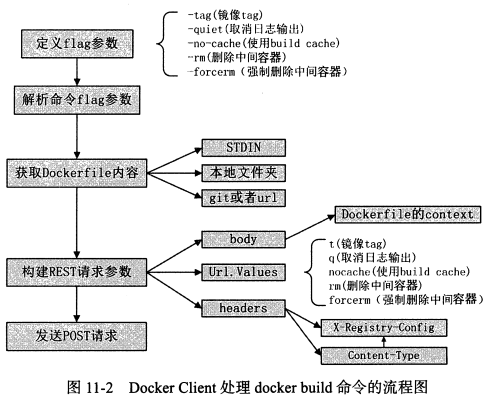 定义flag参数
-tag(镜像tag)
-quiet(取消日志输出)
-no-cache(使用build cache)
-rm(删除中间容器)
-forcerm（强制删除中间容器）
解析命令flag参数
获取Dockerfile内容
STDIN
本地文件夹
git或者url
构建REST请求参数
body
Dockerfile的context
Url.Values
t(镜像tag)
q(取消日志输出)
nocache(使用build cache)
rm(删除中间容器)
forcerm（强制删除中间容器）
headers
X-Registry-Config
Content-Type
发送POST请求
图 11-2 Docker Client 处理 docker build 命令的流程图